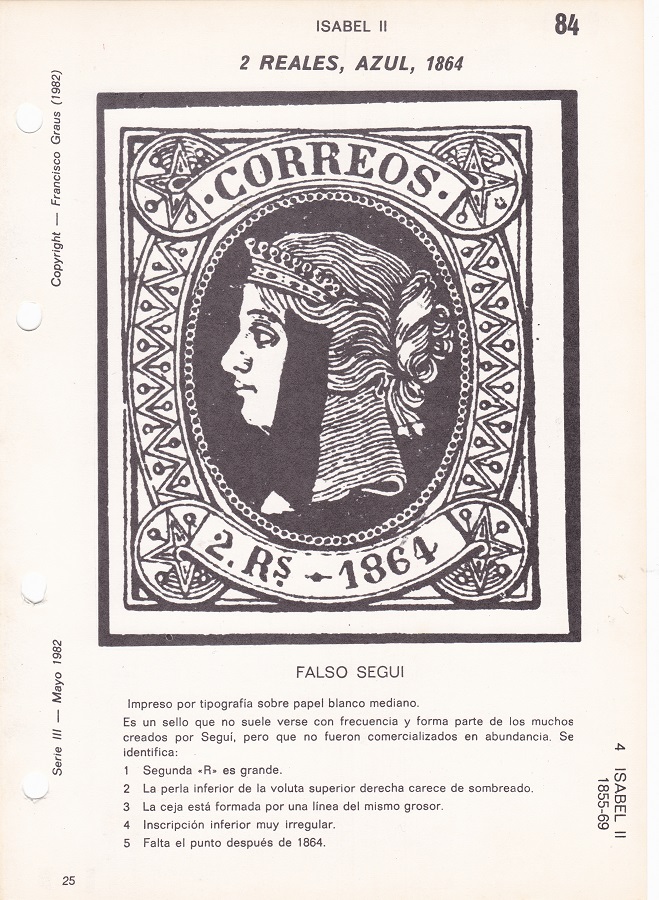 ISABEL II
84
2 REALES, AZUL, 1864
Copyright — Francisco Graus (1982)
·CORREOS·
2.RS - 1864
FALSO SEGUI
Impreso por tipografía sobre papel blanco mediano.
Es un sello que no suele verse con frecuencia y forma parte de los muchos
creados por Seguí, pero que no fueron comercializados en abundancia. Se
identifica:
1 Segunda «R» es grande.
2 La perla inferior de la voluta superior derecha carece de sombreado.
3 La ceja está formada por una línea del mismo grosor.
4 Inscripción inferior muy irregular.
5 Falta el punto después de 1864.
Serie III — Mayo 1982
4 ISABEL II
1855-69
25